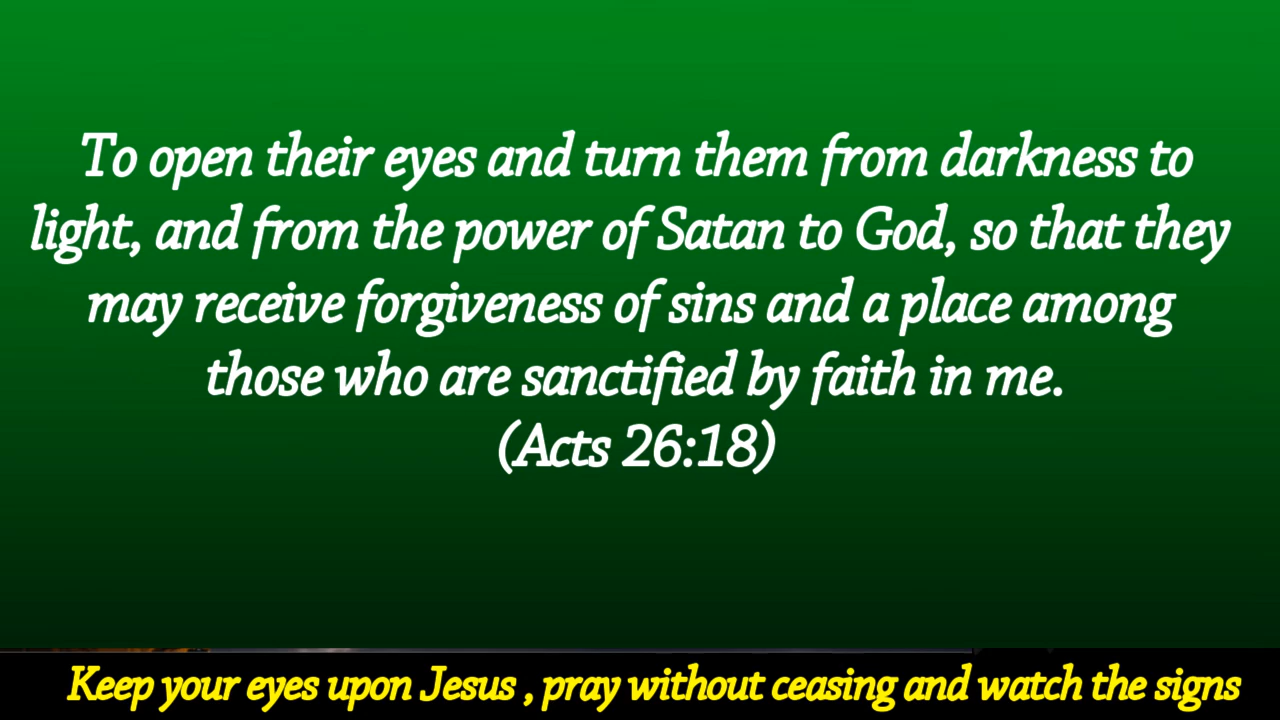 To open their eyes and turn them from darkness to
light, and from the power of Satan to God, so that they
may receive forgiveness of sins and a place among
those who are sanctified by faith in me.
(Acts 26:18)
Keep your eyes upon Jesus , pray without ceasing and watch the signs